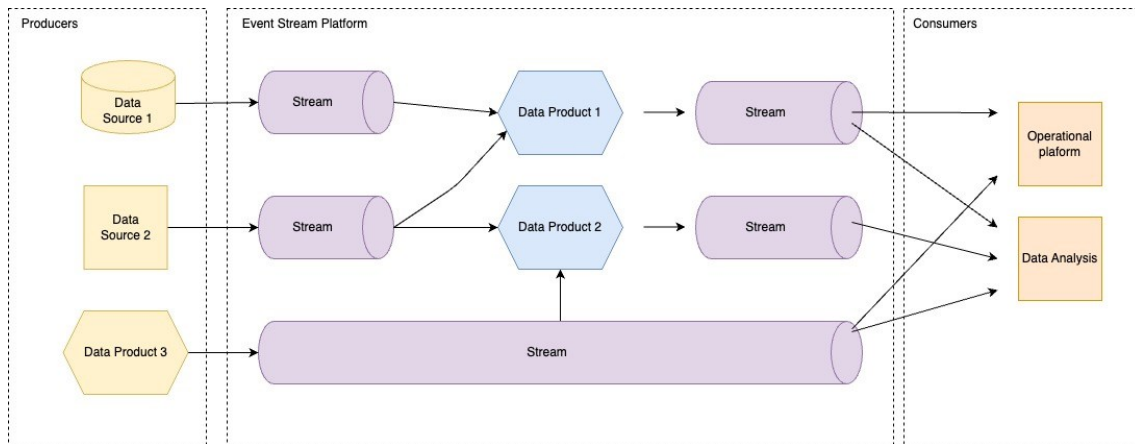 Producers
Event Stream Platform
Consumers
Data
Source 1
Stream
Data Product 1
Stream
Operational
plaform
Data
Source 2
Stream
Data Product 2
Stream
Data Analysis
Data Product 3
Stream